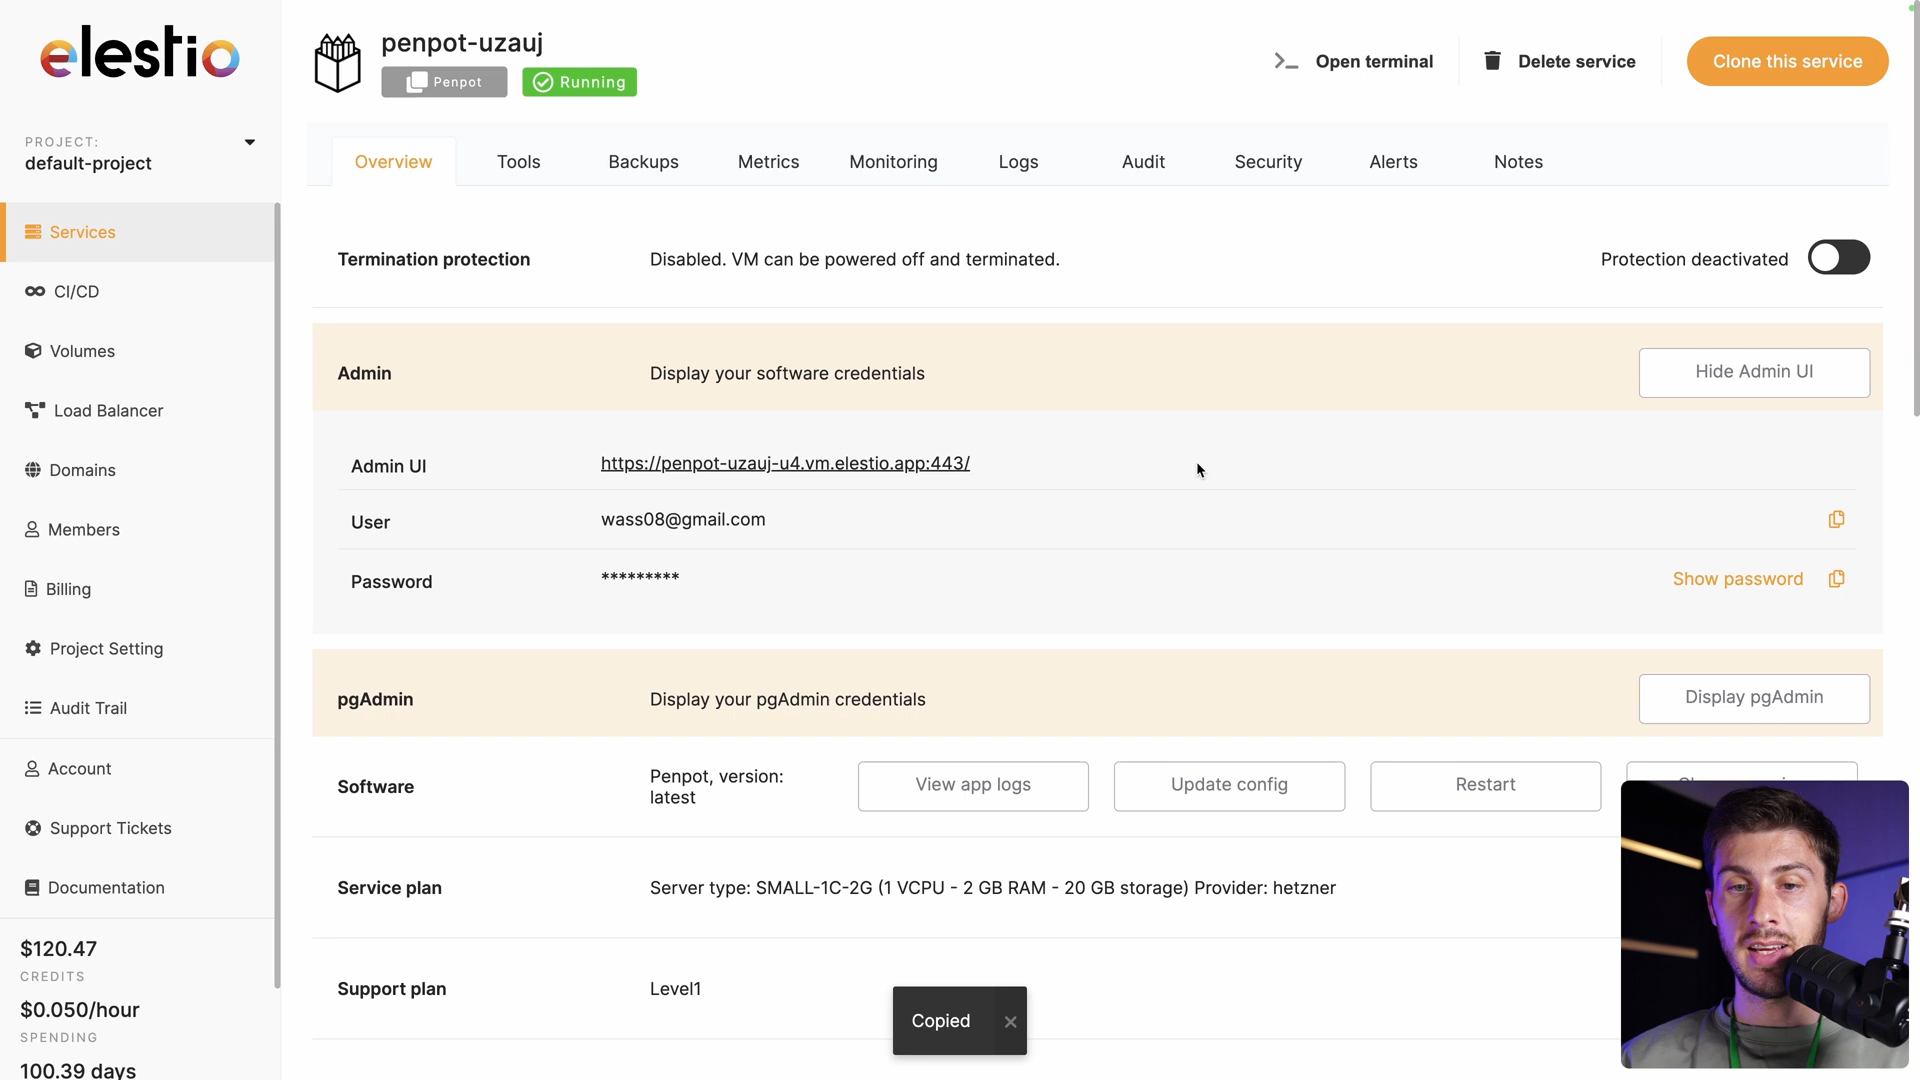 elestio
PROJECT:
default-project
Services
CI/CD
Volumes
Load Balancer
Domains
Members
Billing
Project Setting
Audit Trail
Account
Support Tickets
Documentation
$120.47
CREDITS
$0.050/hour
SPENDING
100.39 days
penpot-uzauj
Penpot
Running
Open terminal
Delete service
Clone this service
Overview
Tools
Backups
Metrics
Monitoring
Logs
Audit
Security
Alerts
Notes
Termination protection
Disabled. VM can be powered off and terminated.
Protection deactivated
Admin
Display your software credentials
Hide Admin UI
Admin UI
https://penpot-uzauj-u4.vm.elestio.app:443/
User
wass08@gmail.com
Password
*********
Show password
pgAdmin
Display your pgAdmin credentials
Display pgAdmin
Software
Penpot, version:
latest
View app logs
Update config
Restart
Service plan
Server type: SMALL-1C-2G (1 VCPU - 2 GB RAM - 20 GB storage) Provider: hetzner
Support plan
Level1
Copied